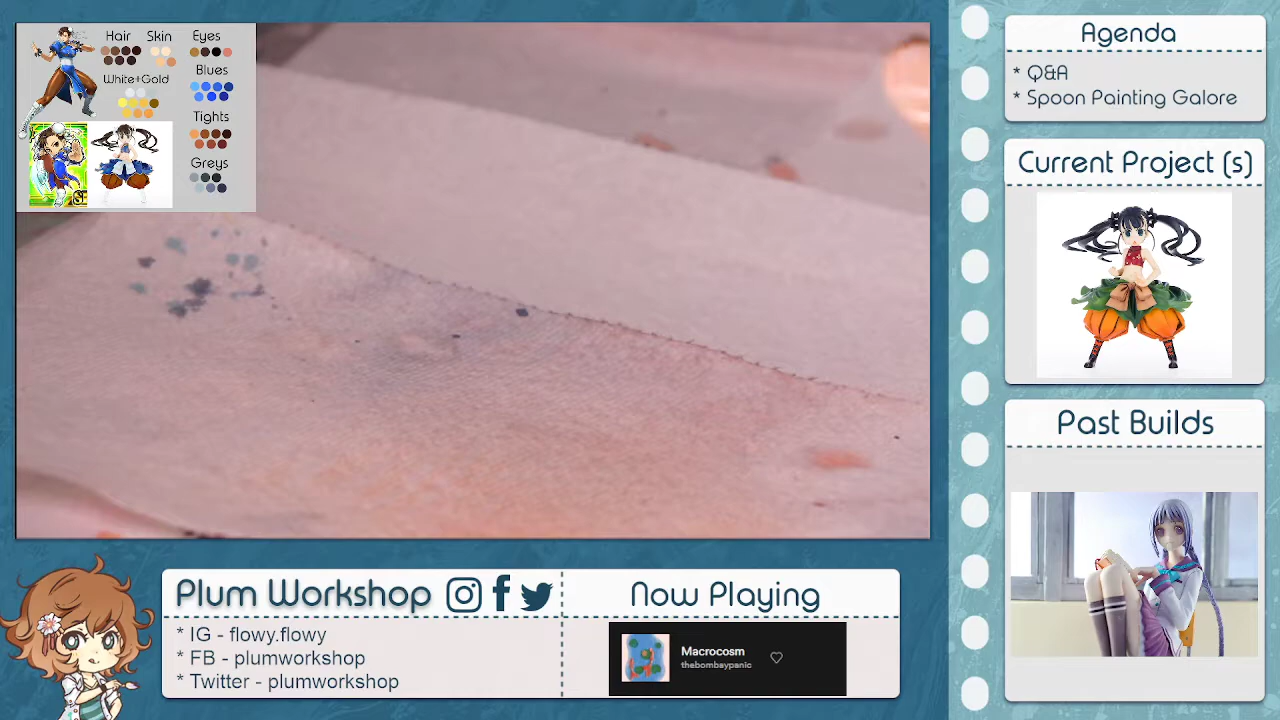 Hair Skin Eyes
White+Gold
Blues
Tights
Greys
Agenda
* Q&A
* Spoon Painting Galore
Current Project (s)
Past Builds
Plum Workshop
* IG - flowy.flowy
* FB - plumworkshop
* Twitter - plumworkshop
Now Playing
Macrocosm
thebombaypanic